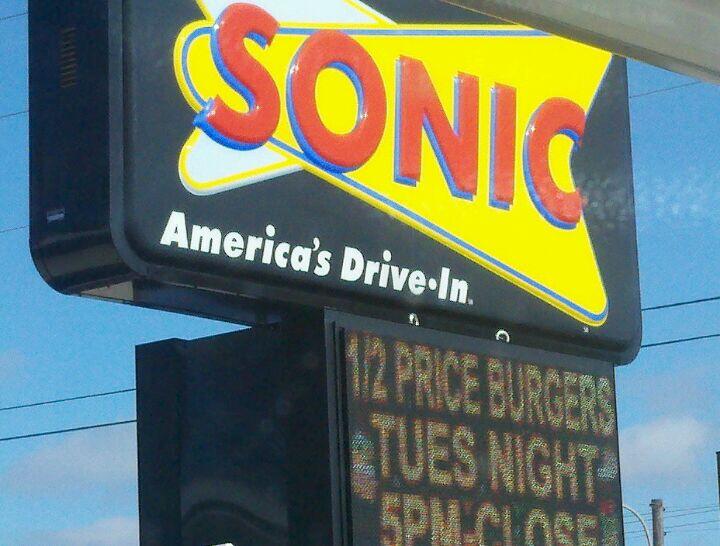 SONIC
America's Drive-In
1/2 PRICE BURGERS
TUES NIGHT
5PM-CLOSE